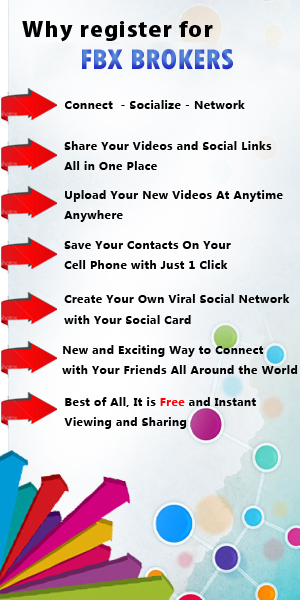 Why register for
FBX BROKERS
Connect - Socialize - Network
Share Your Videos and Social Links
All in One Place
Upload Your New Videos At Anytime
Anywhere
Save Your Contacts On Your
Cell Phone with Just 1 Click
Create Your Own Viral Social Network
with Your Social Card
New and Exciting Way to Connect
with Your Friends All Around the World
Best of All, It is Free and Instant
Viewing and Sharing